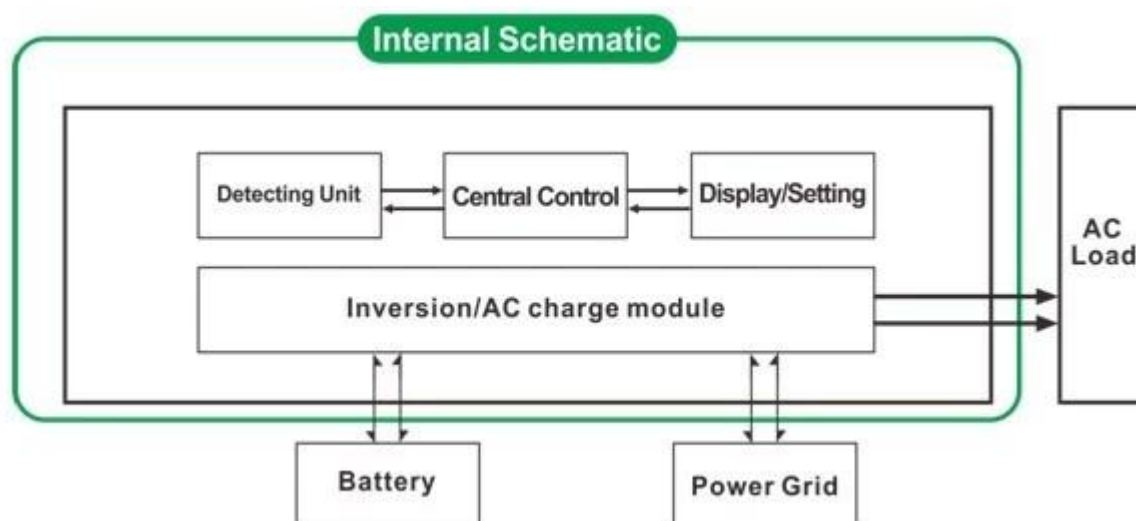 Internal Schematic
Detecting Unit
Central Control
Display/Setting
AC
Load
Inversion/AC charge module
Battery
Power Grid